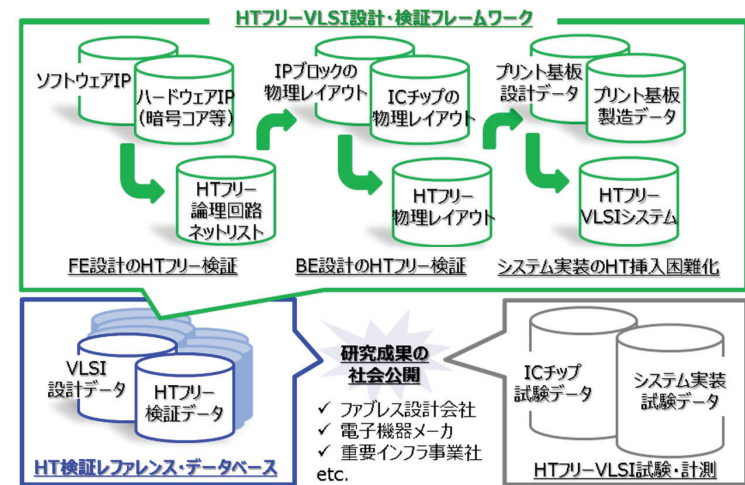 HTフリーVLSI設計・検証フレームワーク
ソフトウェアIP
ハードウェアIP
(暗号コア等)
IPブロックの
物理レイアウト
ICチップの
物理レイアウト
プリント基板
設計データ
プリント基板
製造データ
HTフリー
論理回路
ネットリスト
HTフリー
物理レイアウト
HTフリー
VLSIシステム
FE設計のHTフリー検証
BE設計のHTフリー検証
システム実装のHT挿入困難化
VLSI
設計データ
HTフリー
検証データ
HT検証レファレンス・データベース
研究成果の
社会公開
✓ ファブレス設計会社
✓ 電子機器メーカ
✓ 重要インフラ事業社
etc.
ICチップ
試験データ
システム実装
試験データ
HTフリーVLSI試験・計測